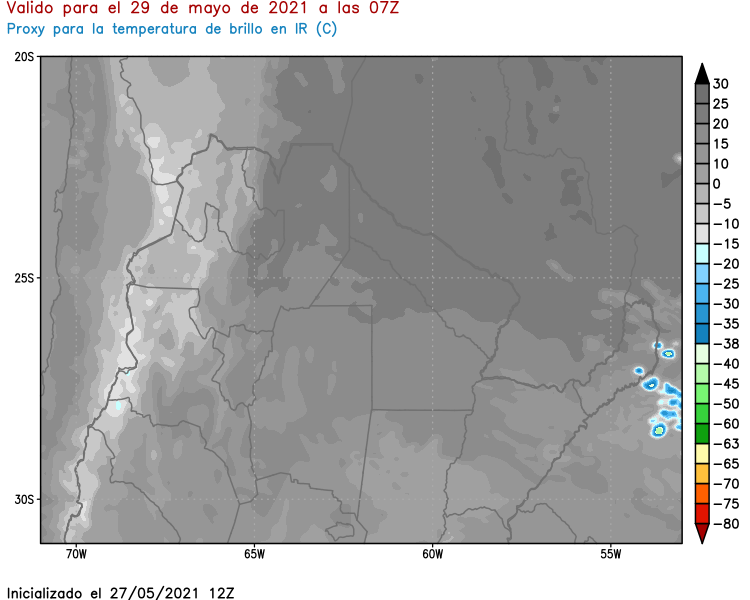 Valido para el 29 de mayo de 2021 a las 07Z
Proxy para la temperatura de brillo en IR (C)
20S
25S
30S
70W
65W
60W
55W
30
25
20
15
10
0
−5
−10
−15
−20
−30
−35
−38
−40
−45
−50
−60
−63
−65
−70
−75
−80
Inicializado el 27/05/2021 12Z